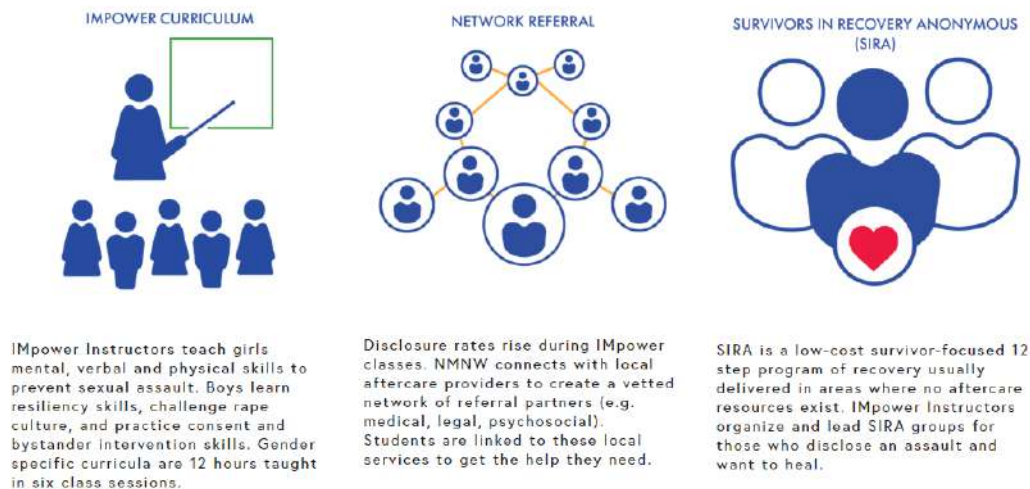 IMPOWER CURRICULUM
IMpower Instructors teach girls
mental, verbal and physical skills to
prevent sexual assault. Boys learn
resiliency skills, challenge rape
culture, and practice consent and
bystander intervention skills. Gender
specific curricula are 12 hours taught
in six class sessions.
NETWORK REFERRAL
Disclosure rates rise during IMpower
classes. NMNW connects with local
aftercare providers to create a vetted
network of referral partners (e.g.
medical, legal, psychosocial).
Students are linked to these local
services to get the help they need.
SURVIVORS IN RECOVERY ANONYMOUS
(SIRA)
SIRA is a low-cost survivor-focused 12
step program of recovery usually
delivered in areas where no aftercare
resources exist. IMpower Instructors
organize and lead SIRA groups for
those who disclose an assault and
want to heal.